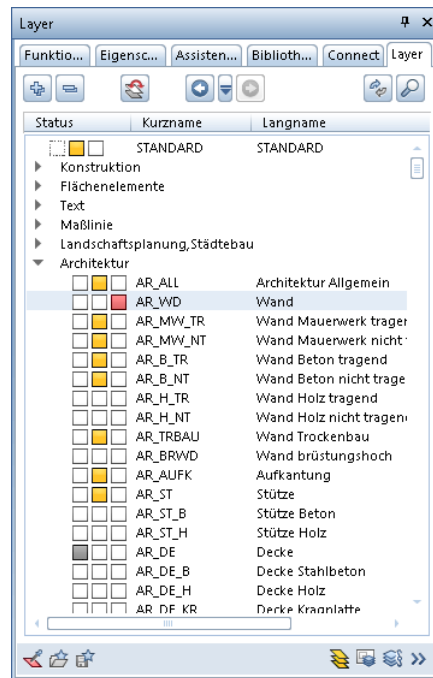 Layer
Funktio... Eigensc... Assisten... Biblioth... Connect Layer
Status Kurzname Langname
STANDARD STANDARD
Konstruktion
Flächenelemente
Text
Maßlinie
Landschaftsplanung,Städtebau
Architektur
AR_ALL Architektur Allgemein
AR_WD Wand
AR_MW_TR Wand Mauerwerk trager
AR_MW_NT Wand Mauerwerk nicht
AR_B_TR Wand Beton tragend
AR_B_NT Wand Beton nicht trage
AR_H_TR Wand Holz tragend
AR_H_NT Wand Holz nicht tragen
AR_TRBAU Wand Trockenbau
AR_BRWD Wand brüstungshoch
AR_AUFK Aufkantung
AR_ST Stütze
AR_ST_B Stütze Beton
AR_ST_H Stütze Holz
AR_DE Decke
AR_DE_B Decke Stahlbeton
AR_DE_H Decke Holz
AR_DE_KR Decke Kragplatte